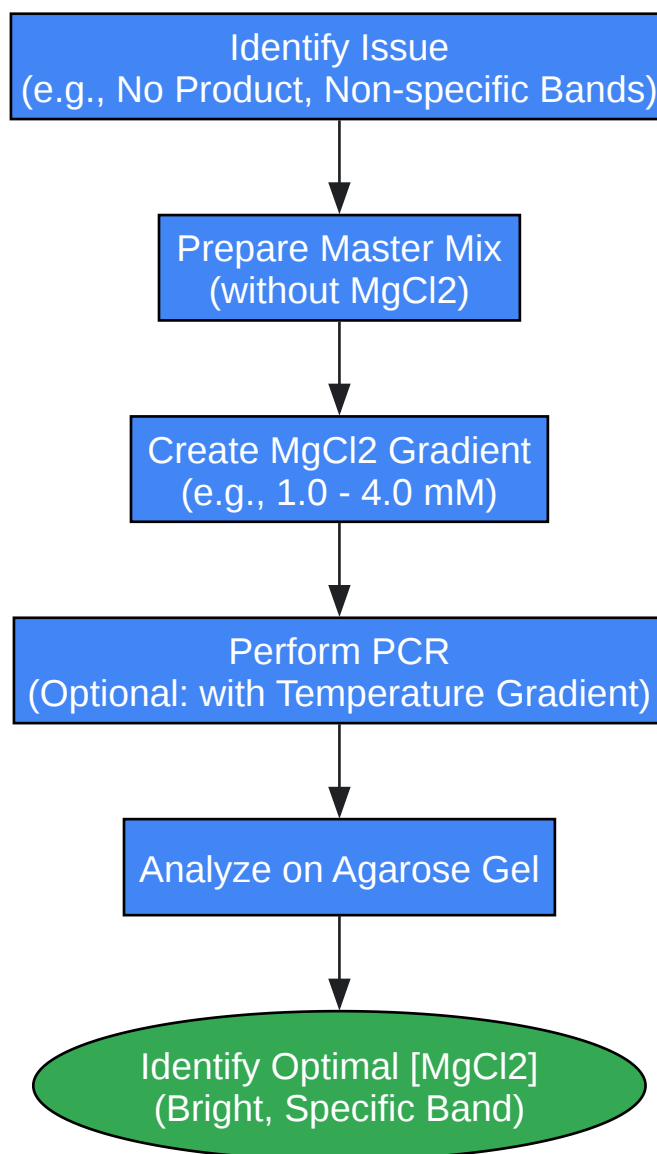 Identify Issue
(e.g., No Product, Non-specific Bands)
Prepare Master Mix
(without MgCl2)
Create MgCl2 Gradient
(e.g., 1.0 - 4.0 mM)
Perform PCR
(Optional: with Temperature Gradient)
Analyze on Agarose Gel
Identify Optimal [MgCl2]
(Bright, Specific Band)